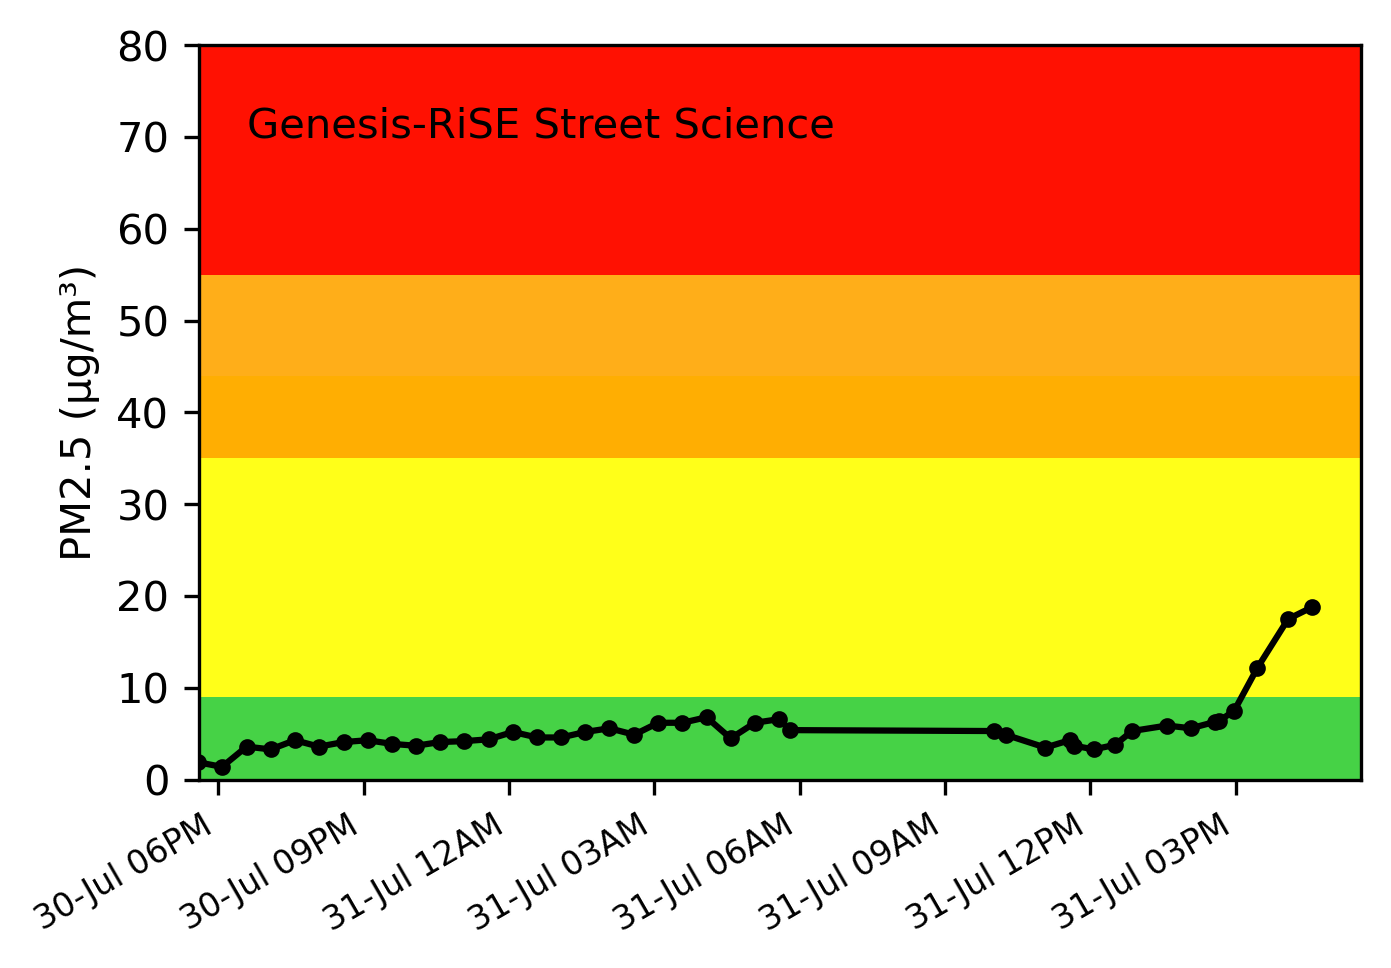 80
Genesis-RiSE Street Science
70
60
50
40
30
20
10
0
PM2.5 (µg/m³)
30-Jul 06PM
30-Jul 09PM
31-Jul 12AM
31-Jul 03AM
31-Jul 06AM
31-Jul 09AM
31-Jul 12PM
31-Jul 03PM